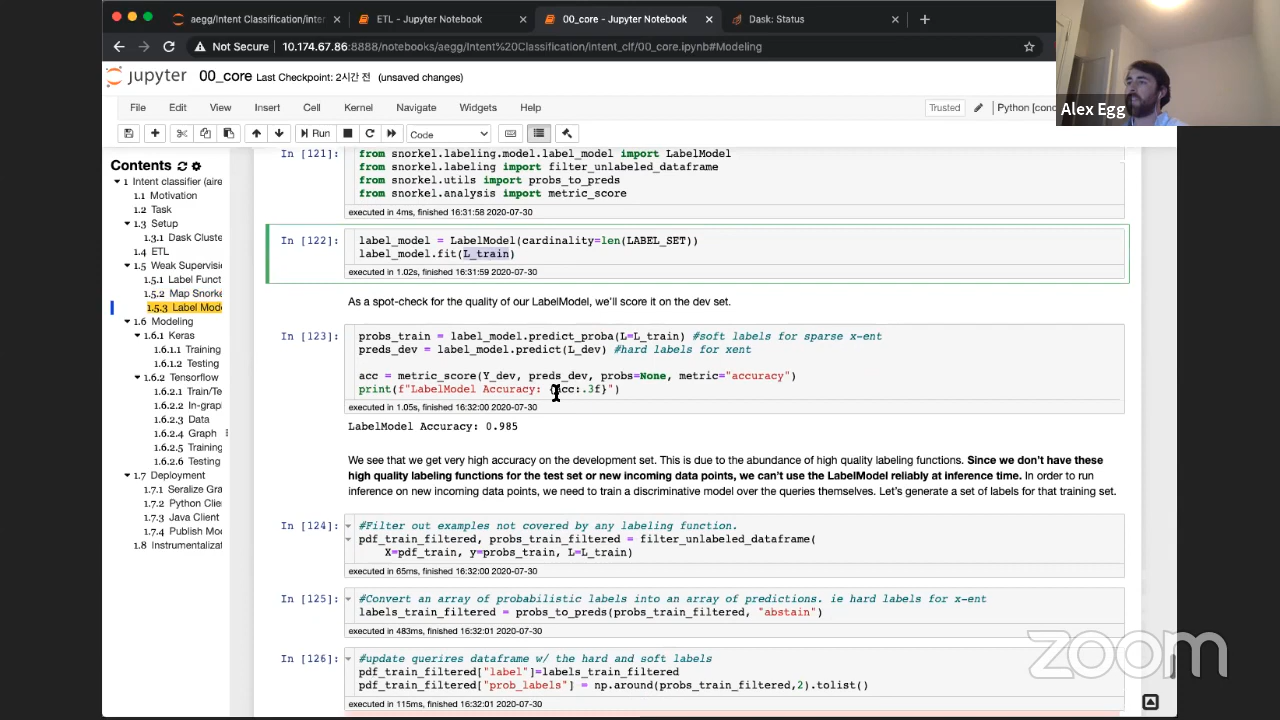 aegg/Intent Classification/inter
ETL - Jupyter Notebook
00_core - Jupyter Notebook
Dask: Status
Not Secure
10.174.67.86:8888/notebooks/aegg/Intent%20Classification/intent_clf/00_core.ipynb#Modeling
Alex Egg
jupyter 00_core Last Checkpoint: 2시간 전 (unsaved changes)
File Edit View Insert Cell Kernel Navigate Widgets Help
Trusted
Python [cond
Run
Code
Contents
1 Intent classifier (aire
1.1 Motivation
1.2 Task
1.3 Setup
1.3.1 Dask Cluste
1.4 ETL
1.5 Weak Supervisio
1.5.1 Label Funct
1.5.2 Map Snorke
1.5.3 Label Mode
1.6 Modeling
1.6.1 Keras
1.6.1.1 Training
1.6.1.2 Testing
1.6.2 Tensorflow
1.6.2.1 Train/Te
1.6.2.2 In-graph
1.6.2.3 Data
1.6.2.4 Graph
1.6.2.5 Training
1.6.2.6 Testing
1.7 Deployment
1.7.1 Seralize Gra
1.7.2 Python Clie
1.7.3 Java Client
1.7.4 Publish Mod
1.8 Instrumentalizat
In [121]:
from snorkel.labeling.model.label_model import LabelModel
from snorkel.labeling import filter_unlabeled_dataframe
from snorkel.utils import probs_to_preds
from snorkel.analysis import metric_score
executed in 4ms, finished 16:31:58 2020-07-30
In [122]:
label_model = LabelModel(cardinality=len(LABEL_SET))
label_model.fit(L_train)
executed in 1.02s, finished 16:31:59 2020-07-30
As a spot-check for the quality of our LabelModel, we'll score it on the dev set.
In [123]:
probs_train = label_model.predict_proba(L=L_train) #soft labels for sparse x-ent
preds_dev = label_model.predict(L_dev) #hard labels for xent
acc = metric_score(Y_dev, preds_dev, probs=None, metric="accuracy")
print(f"LabelModel Accuracy: {acc:.3f}")
executed in 1.05s, finished 16:32:00 2020-07-30
LabelModel Accuracy: 0.985
We see that we get very high accuracy on the development set. This is due to the abundance of high quality labeling functions. Since we don't have these
high quality labeling functions for the test set or new incoming data points, we can't use the LabelModel reliably at inference time. In order to run
inference on new incoming data points, we need to train a discriminative model over the queries themselves. Let's generate a set of labels for that training set.
In [124]:
#Filter out examples not covered by any labeling function.
pdf_train_filtered, probs_train_filtered = filter_unlabeled_dataframe(
X=pdf_train, y=probs_train, L=L_train)
executed in 65ms, finished 16:32:00 2020-07-30
In [125]:
#Convert an array of probabilistic labels into an array of predictions. ie hard labels for x-ent
labels_train_filtered = probs_to_preds(probs_train_filtered, "abstain")
executed in 483ms, finished 16:32:01 2020-07-30
In [126]:
#update querires dataframe w/ the hard and soft labels
pdf_train_filtered["label"]=labels_train_filtered
pdf_train_filtered["prob_labels"] = np.around(probs_train_filtered,2).tolist()
executed in 115ms, finished 16:32:01 2020-07-30
zoom